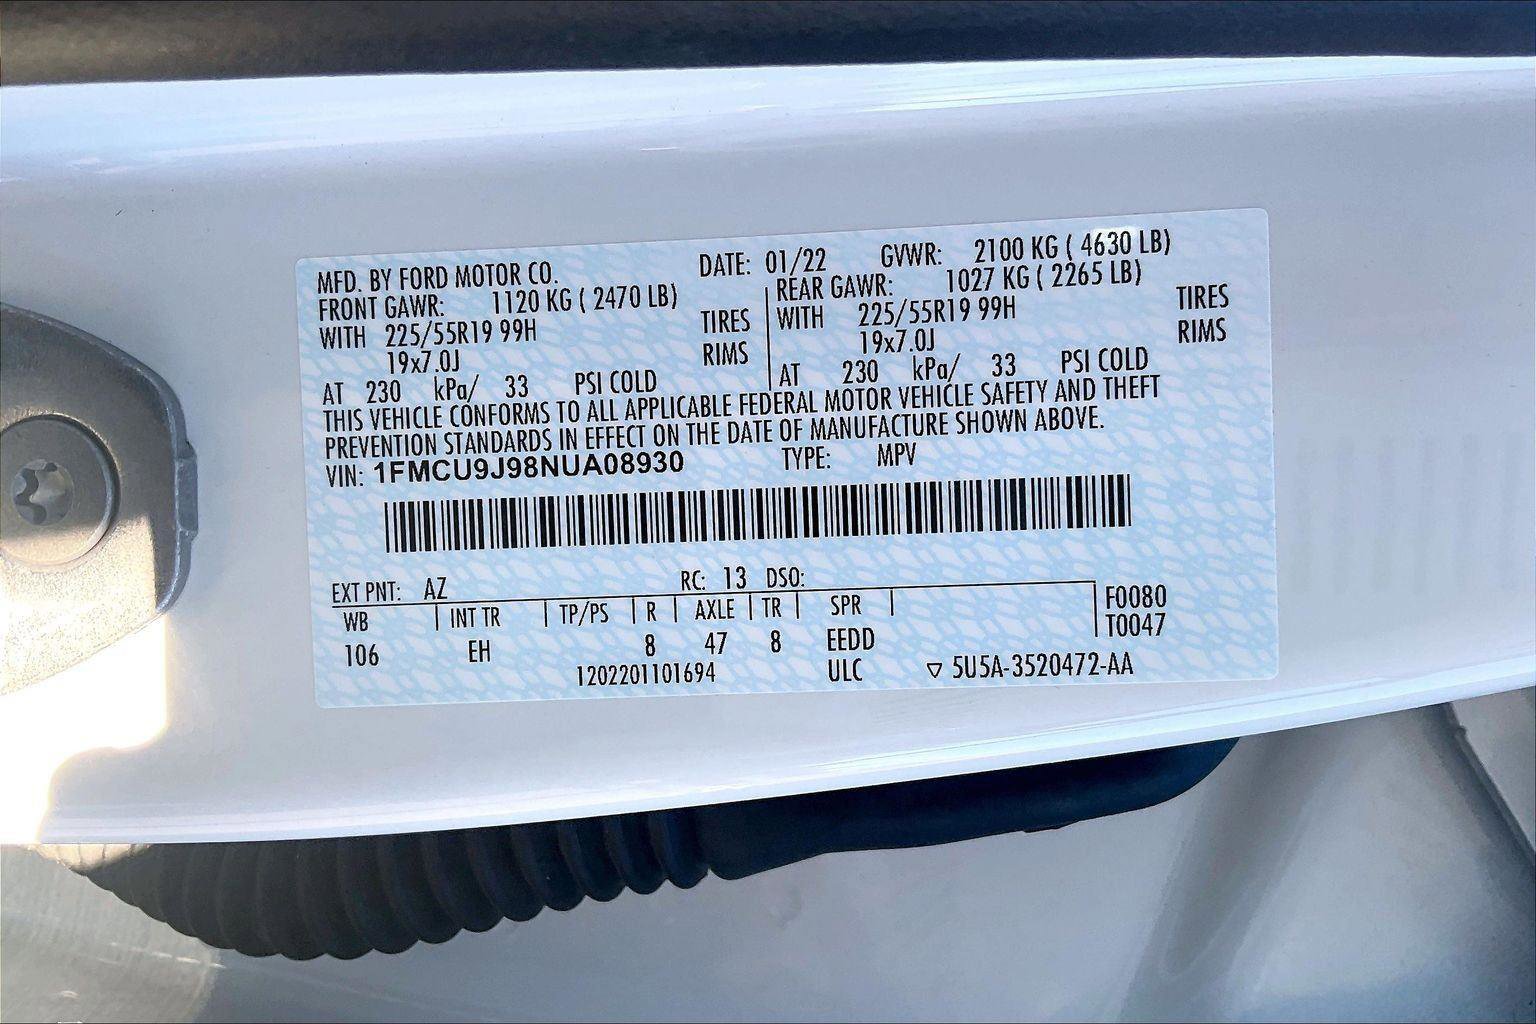 MFD. BY FORD MOTOR CO. DATE: 01/22 GVWR: 2100 KG ( 4630 LB)
FRONT GAWR: 1120 KG ( 2470 LB) REAR GAWR: 1027 KG ( 2265 LB)
WITH 225/55R19 99H TIRES WITH 225/55R19 99H TIRES
19x7.0J RIMS 19x7.0J RIMS
AT 230 kPa/ 33 PSI COLD AT 230 kPa/ 33 PSI COLD
THIS VEHICLE CONFORMS TO ALL APPLICABLE FEDERAL MOTOR VEHICLE SAFETY AND THEFT
PREVENTION STANDARDS IN EFFECT ON THE DATE OF MANUFACTURE SHOWN ABOVE.
VIN: 1FMCU9J98NUA08930 TYPE: MPV
EXT PNT: AZ RC: 13 DSO:
WB INT TR TP/PS R AXLE TR SPR F0080
106 EH 8 47 8 EEDD T0047
1202201101694 ULC ▽ 5U5A-3520472-AA